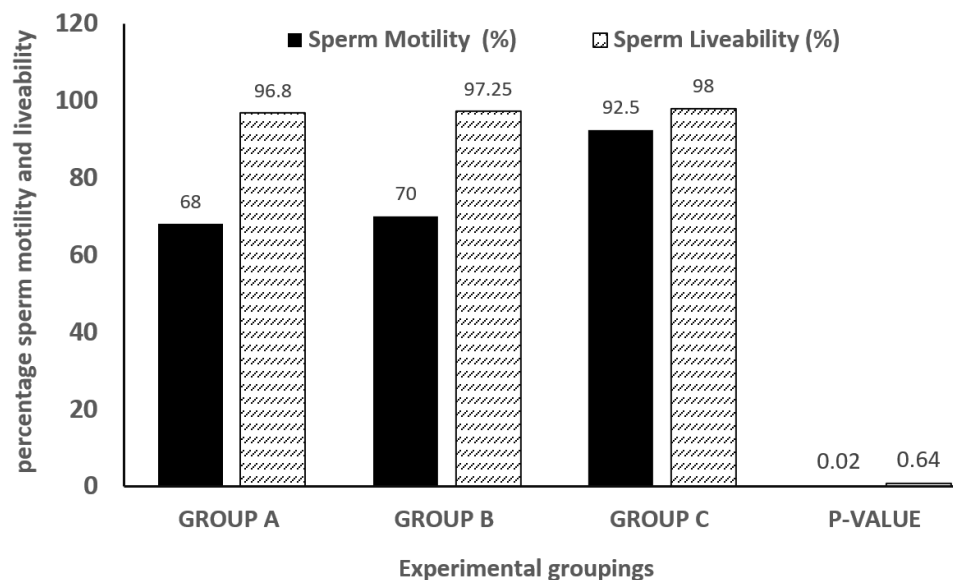 120
100
80
60
40
20
0
percentage sperm motility and liveability
Sperm Motility (%)
Sperm Liveability (%)
68
96.8
70
97.25
92.5
98
0.02
0.64
GROUP A
GROUP B
GROUP C
P-VALUE
Experimental groupings